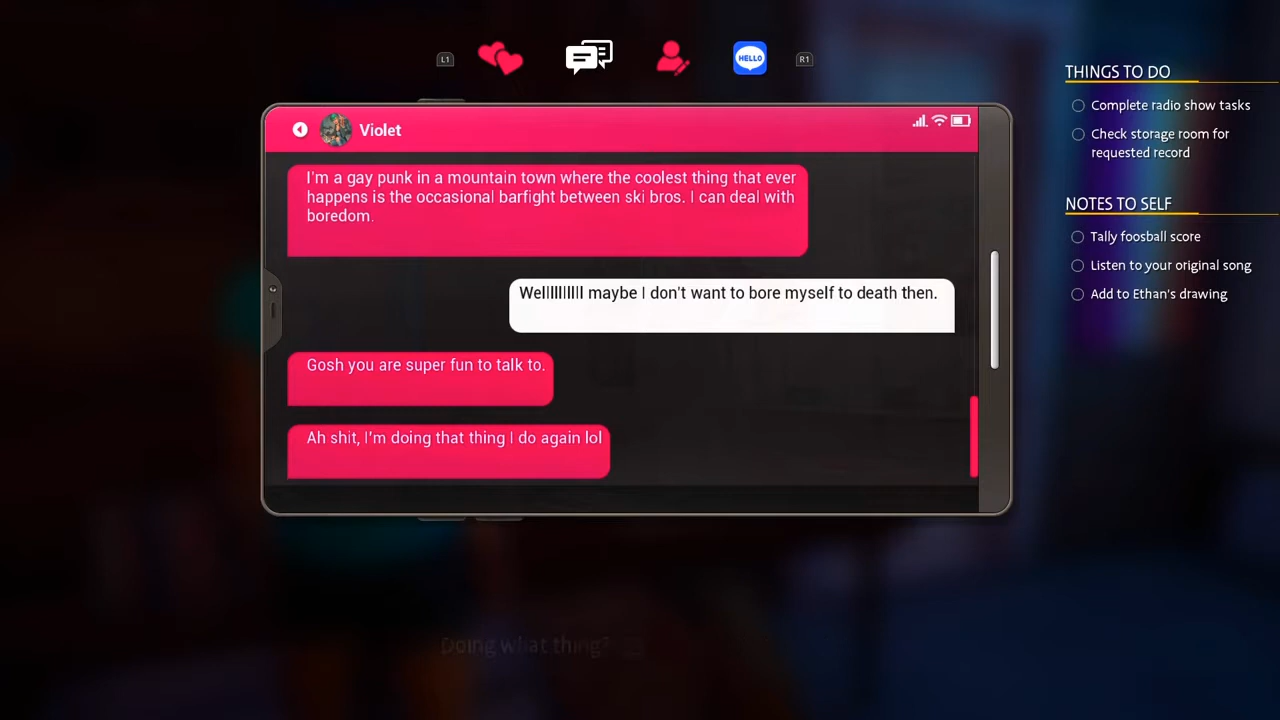 L1
HELLO
R1
Violet
I'm a gay punk in a mountain town where the coolest thing that ever
happens is the occasional barfight between ski bros. I can deal with
boredom.
Wellllllllll maybe I don't want to bore myself to death then.
Gosh you are super fun to talk to.
Ah shit, I'm doing that thing I do again lol
Doing what thing?
THINGS TO DO
Complete radio show tasks
Check storage room for
requested record
NOTES TO SELF
Tally foosball score
Listen to your original song
Add to Ethan's drawing